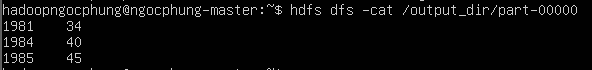 hadoopngocphung@ngocphung-master:~$ hdfs dfs -cat /output_dir/part-00000
1981 34
1984 40
1985 45